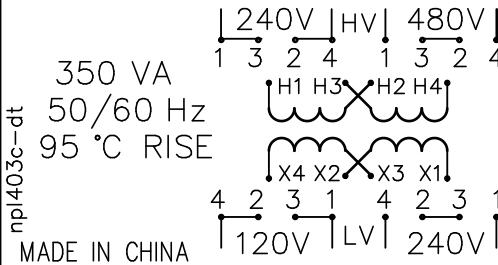 240V HV 480V
1 3 2 4 1 3 2 4
350 VA
50/60 Hz
95 °C RISE
H1 H3 H2 H4
X4 X2 X3 X1
4 2 3 1 4 2 3 1
120V LV 240V
MADE IN CHINA
npl403c-dt